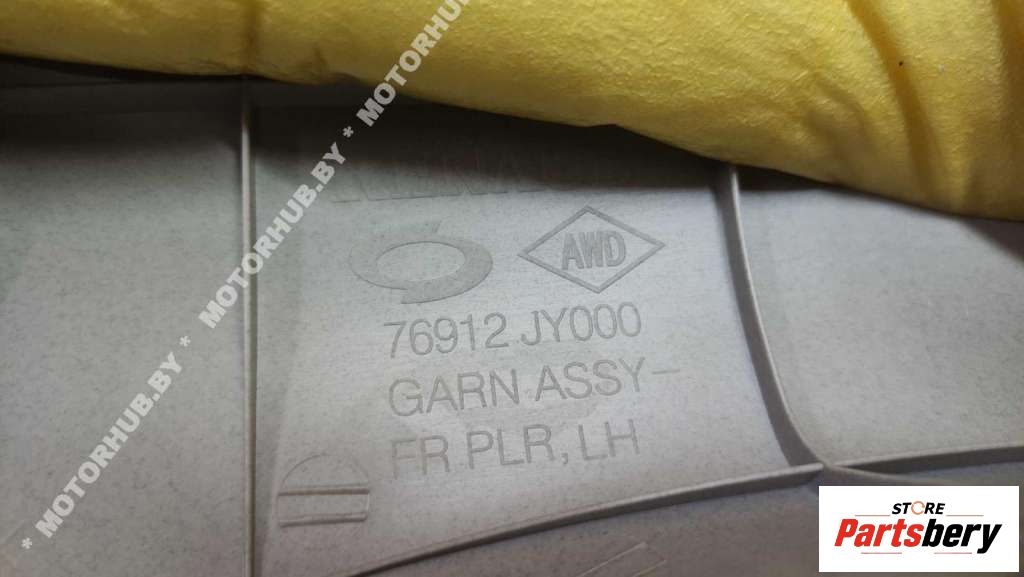 * MOTORHUB.BY * MOTORHUB.BY * MOTORHUB.BY
AWD
76912 JY000
GARN ASSY-
FR PLR, LH
STORE
Partsbery